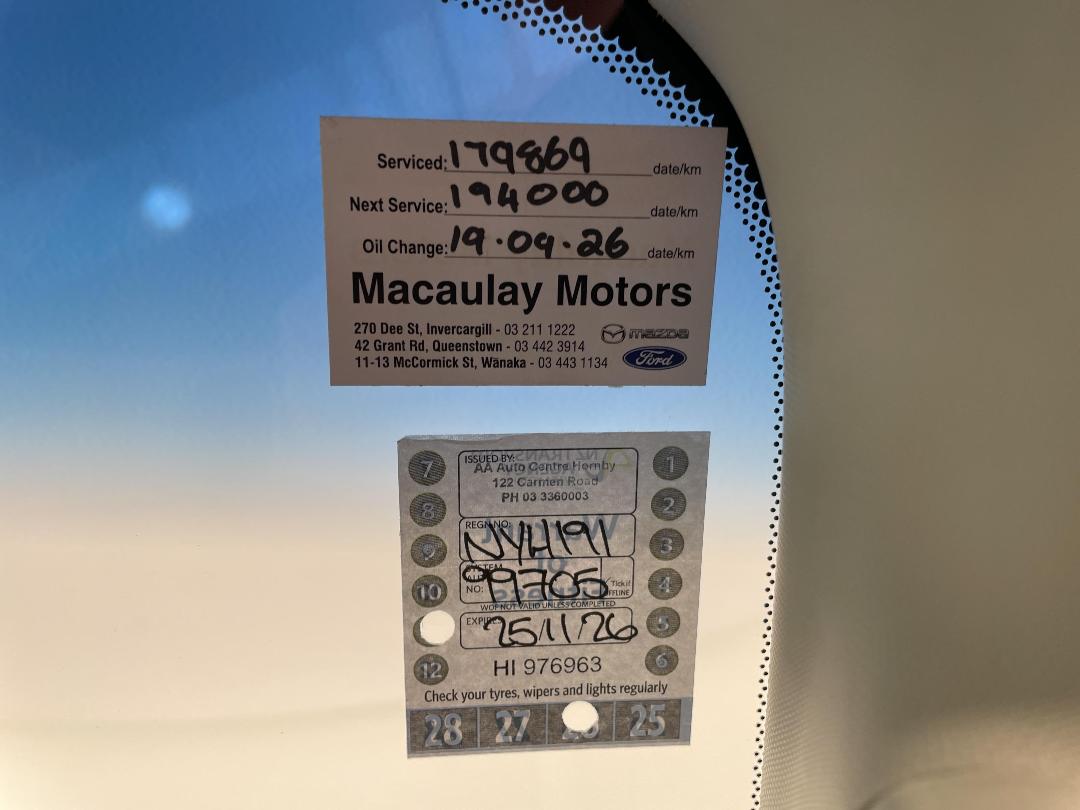 Serviced: 179869 date/km
Next Service: 194000 date/km
Oil Change: 19.09.26 date/km
Macaulay Motors
270 Dee St, Invercargill - 03 211 1222
mazda
42 Grant Rd, Queenstown - 03 442 3914
11-13 McCormick St, Wānaka - 03 443 1134
Ford
7
1
ISSUED BY:
AA Auto Centre Hornby
122 Carmen Road
PH 03 3360003
8
2
REGN NO:
NYH191
9
3
NO: 99705
Tick if
OFFLINE
10
4
WOF NOT VALID UNLESS COMPLETED
EXPIRES 25/11/26
5
12
HI 976963
6
Check your tyres, wipers and lights regularly
28 27 25